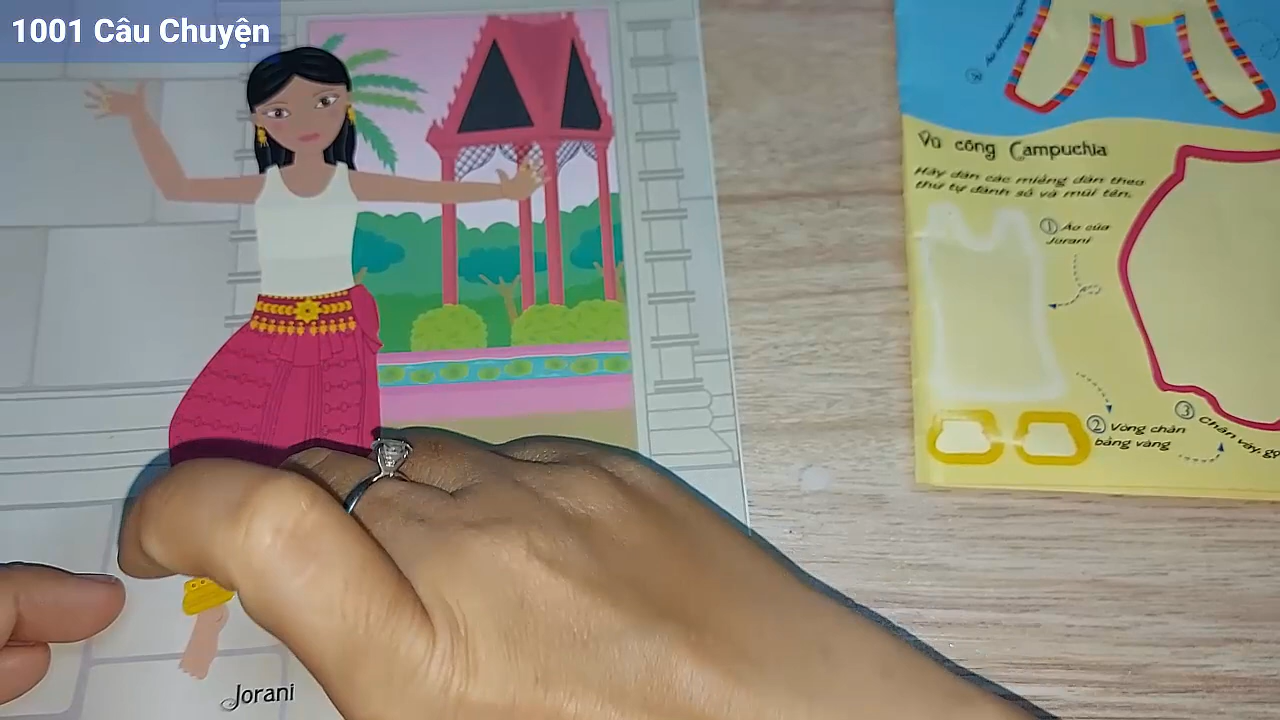 1001 Câu Chuyện
Vũ công Campuchia
Hãy dán các miếng dán theo
thứ tự đánh số và mũi tên.
1 Áo của
Jorani
2 Vòng chân
bằng vàng
3 Chân váy,
Jorani